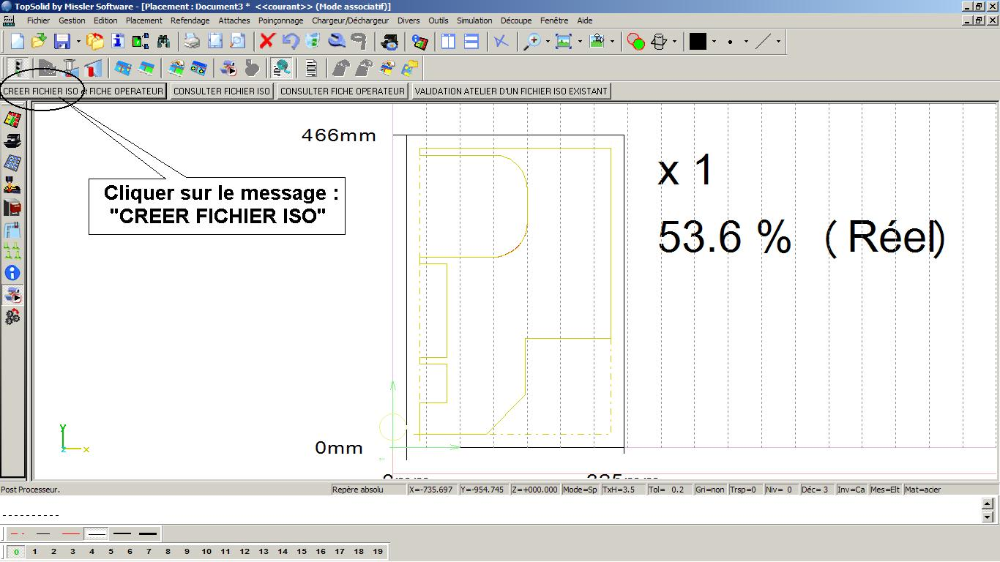 TopSolid by Missler Software - [Placement : Document3 *  <<courant>> (Mode associatif)]
Fichier Gestion Edition Placement Refendage Attaches Poinçonnage Chargeur/Déchargeur Divers Outils Simulation Découpe Fenêtre Aide
CREER FICHIER ISO et FICHE OPERATEUR CONSULTER FICHIER ISO CONSULTER FICHE OPERATEUR VALIDATION ATELIER D'UN FICHIER ISO EXISTANT
466mm
x 1
Cliquer sur le message :
"CREER FICHIER ISO"
53.6 % ( Réel)
y
z x
0mm
Post Processeur. Repère absolu X=-735.697 Y=-954.745 Z=+000.000 Mode=Sp TxH=3.5 Tol= 0.2 Gri=non Trsp=0 Niv= 0 Déc= 3 Inv=Ca Mes=Elt Mat=acier
----------
0 1 2 3 4 5 6 7 8 9 10 11 12 13 14 15 16 17 18 19